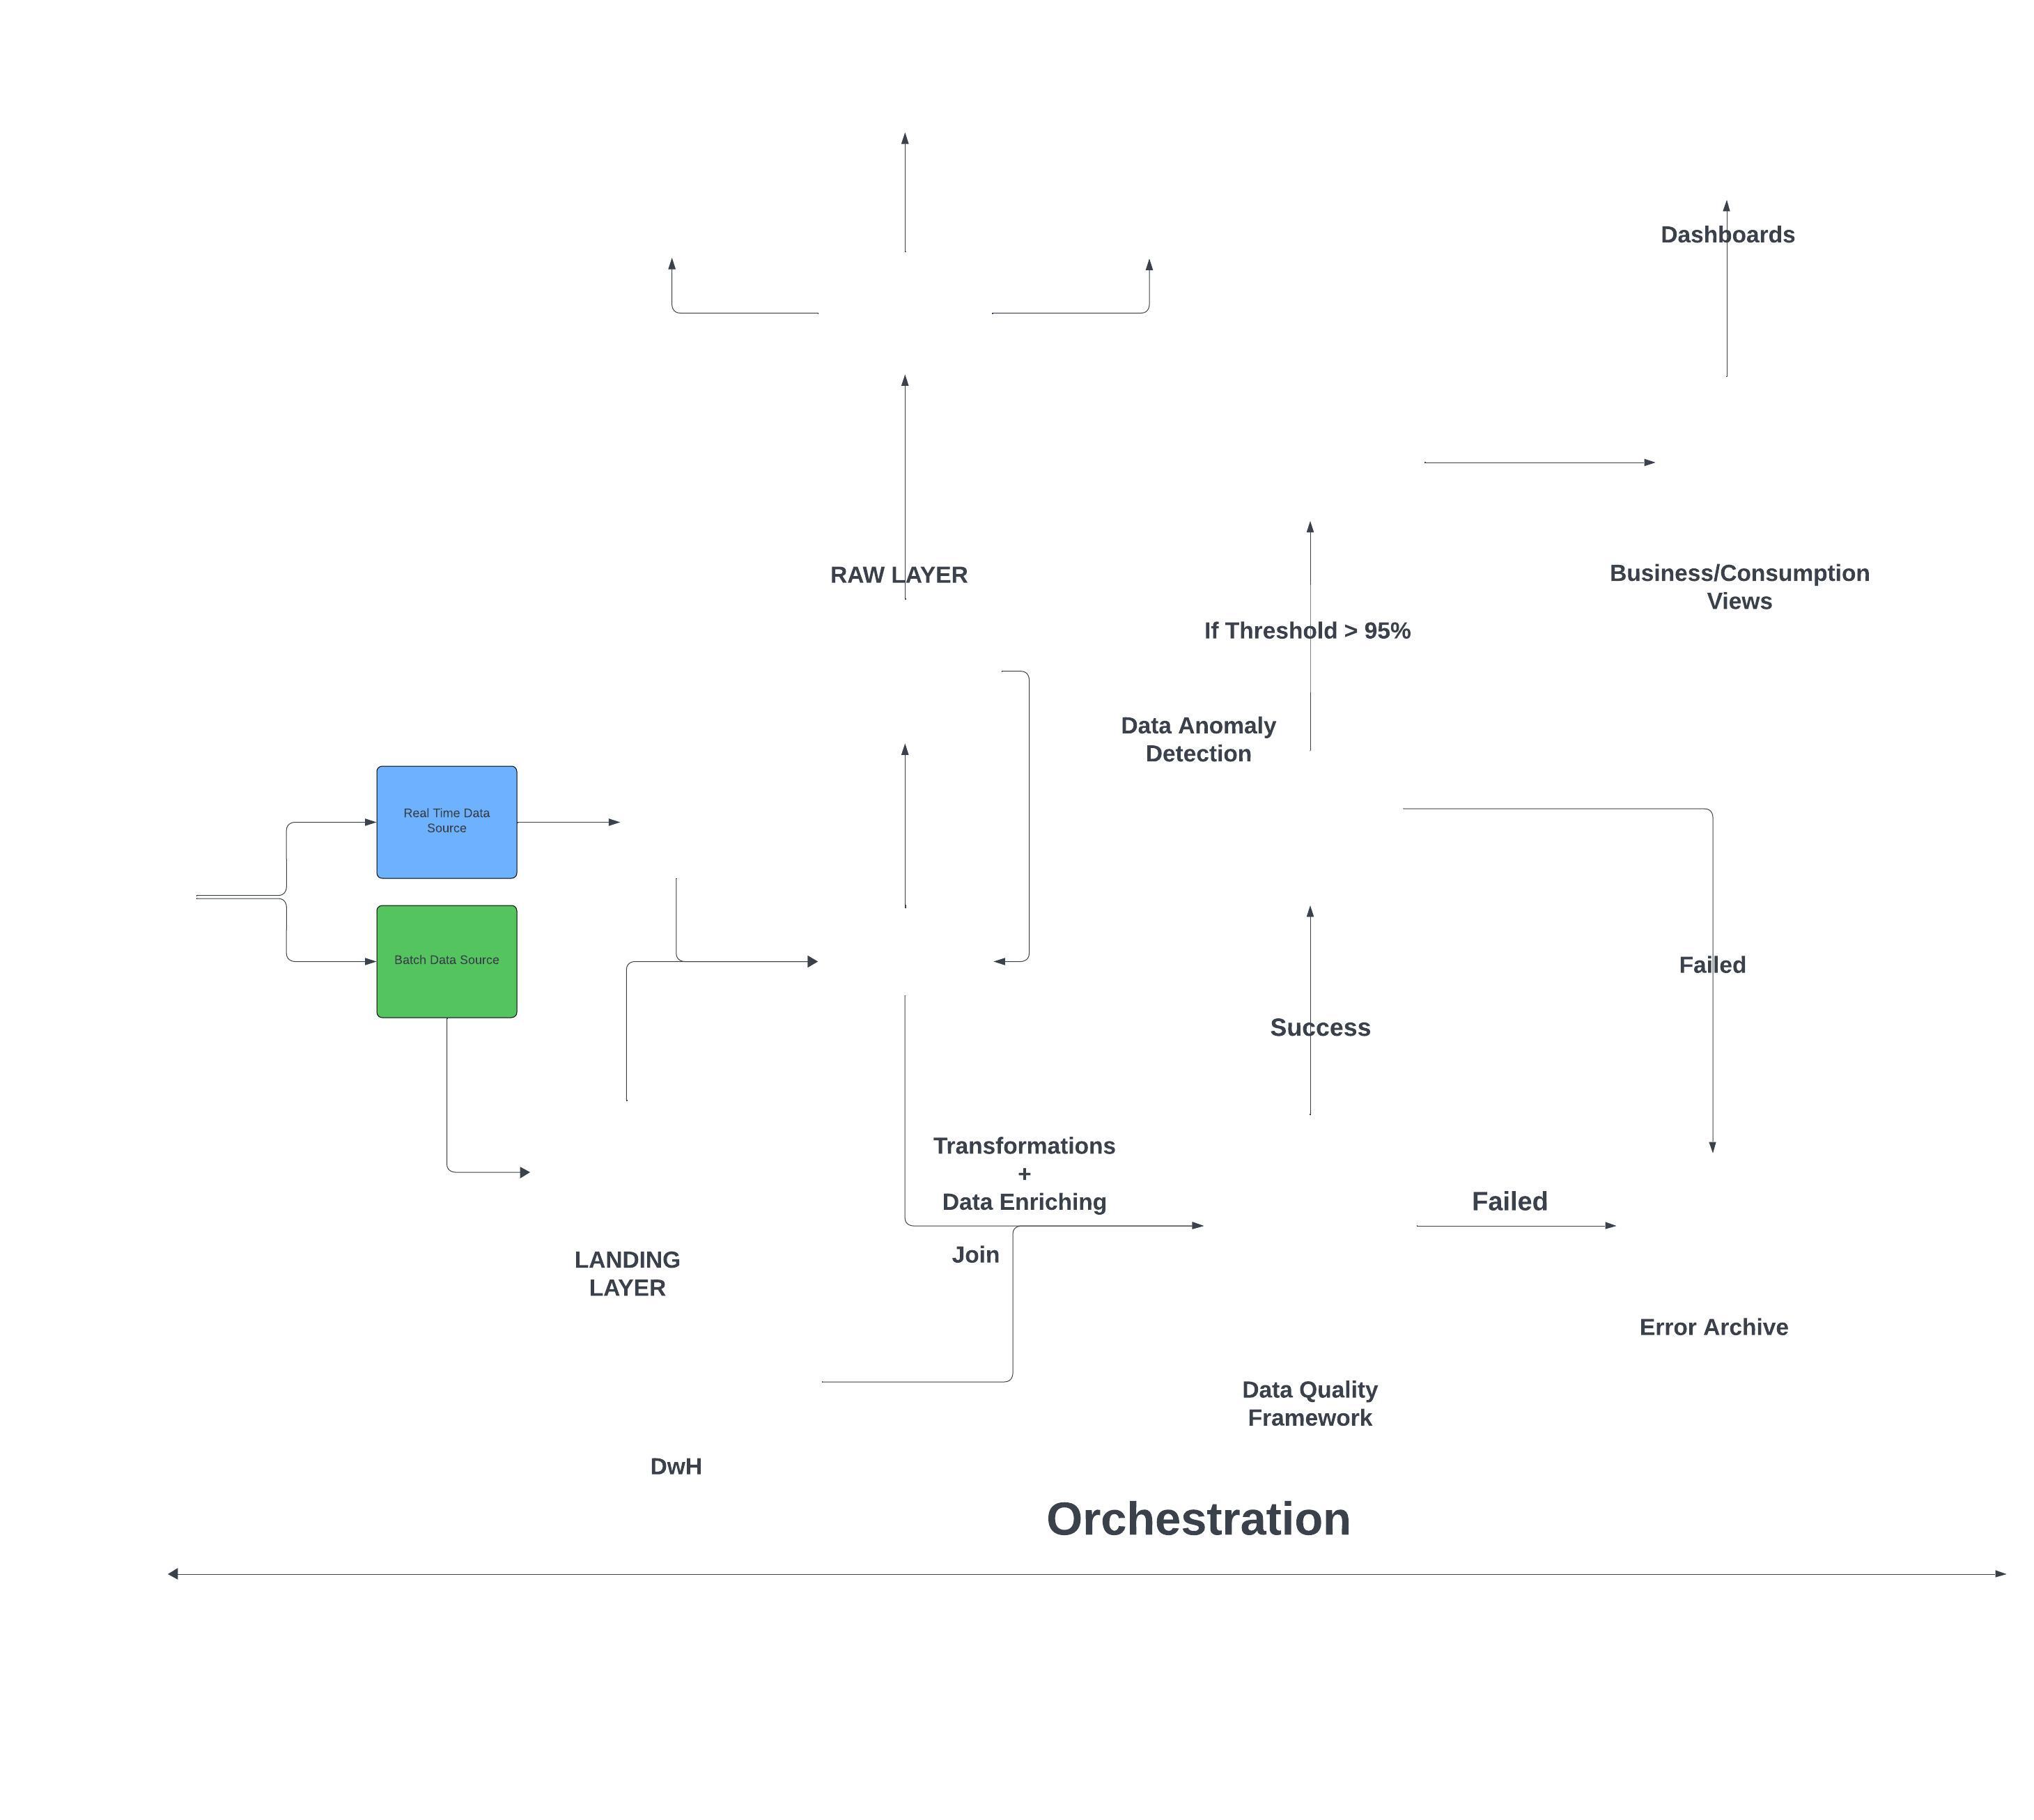 Dashboards
RAW LAYER
Business/Consumption
Views
If Threshold > 95%
Data Anomaly
Detection
Real Time Data
Source
Batch Data Source
Failed
Success
Transformations
+
Data Enriching
Failed
Join
LANDING
LAYER
Error Archive
Data Quality
Framework
DwH
Orchestration